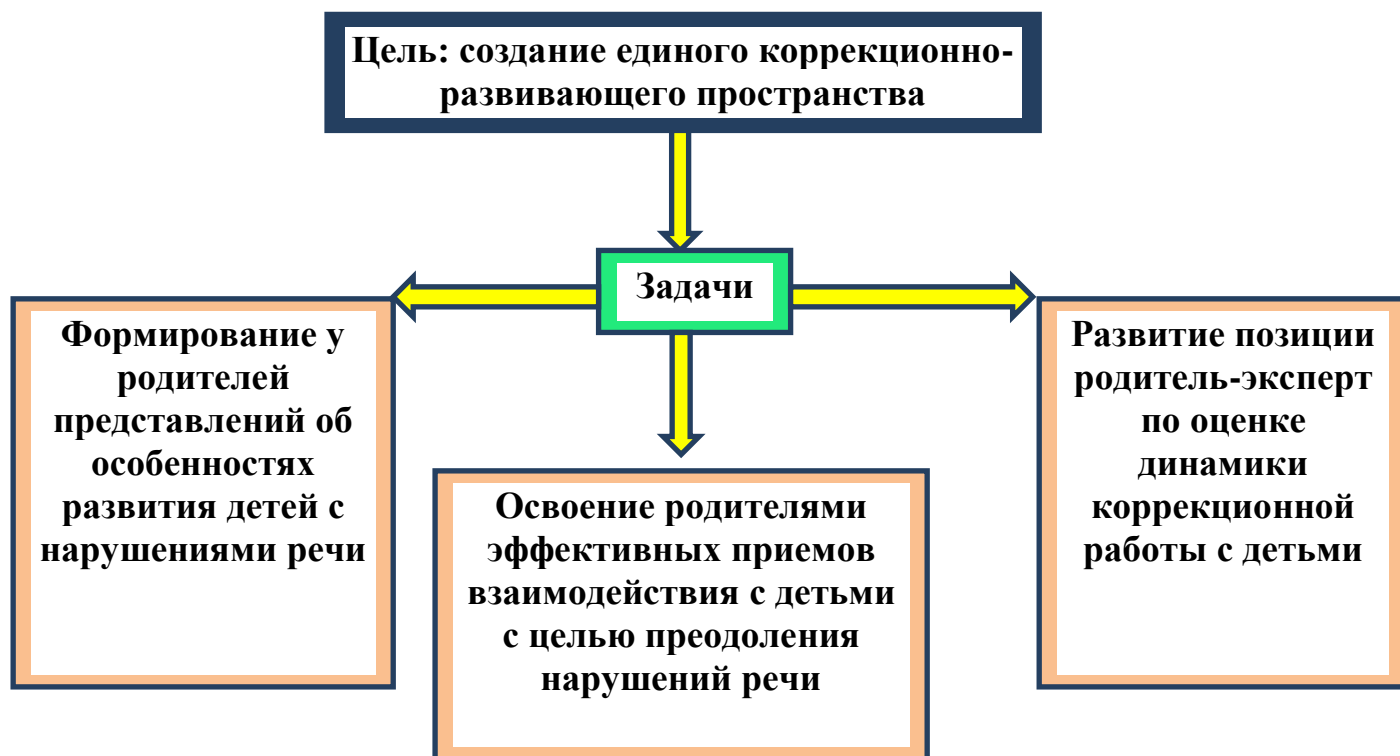 Цель: создание единого коррекционно-
развивающего пространства
Задачи
Формирование у
родителей
представлений об
особенностях
развития детей с
нарушениями речи
Освоение родителями
эффективных приемов
взаимодействия с детьми
с целью преодоления
нарушений речи
Развитие позиции
родитель-эксперт
по оценке
динамики
коррекционной
работы с детьми